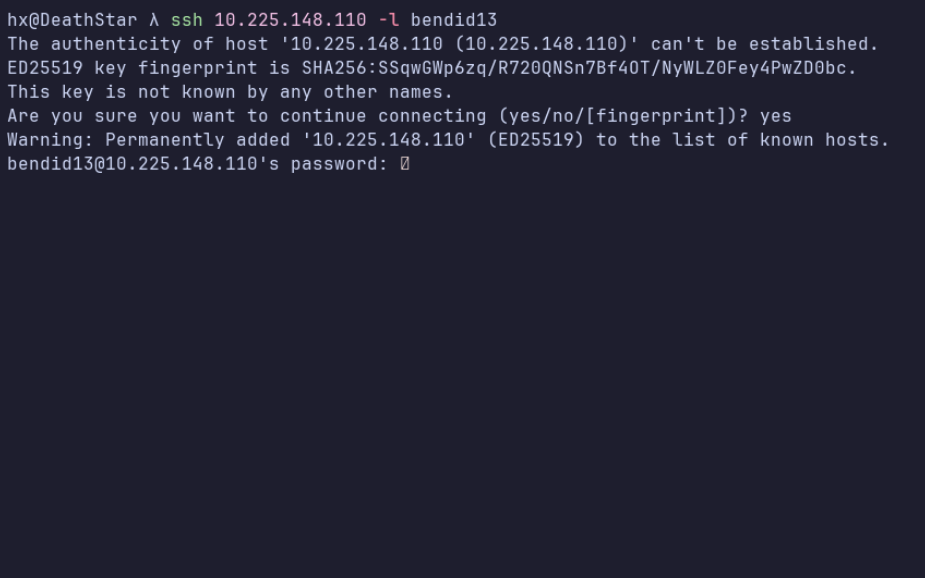 hx@DeathStar λ ssh 10.225.148.110 -l bendid13
The authenticity of host '10.225.148.110 (10.225.148.110)' can't be established.
ED25519 key fingerprint is SHA256:SSqwGWp6zq/R720QNSn7Bf4OT/NyWLZ0Fey4PwZD0bc.
This key is not known by any other names.
Are you sure you want to continue connecting (yes/no/[fingerprint])? yes
Warning: Permanently added '10.225.148.110' (ED25519) to the list of known hosts.
bendid13@10.225.148.110's password: